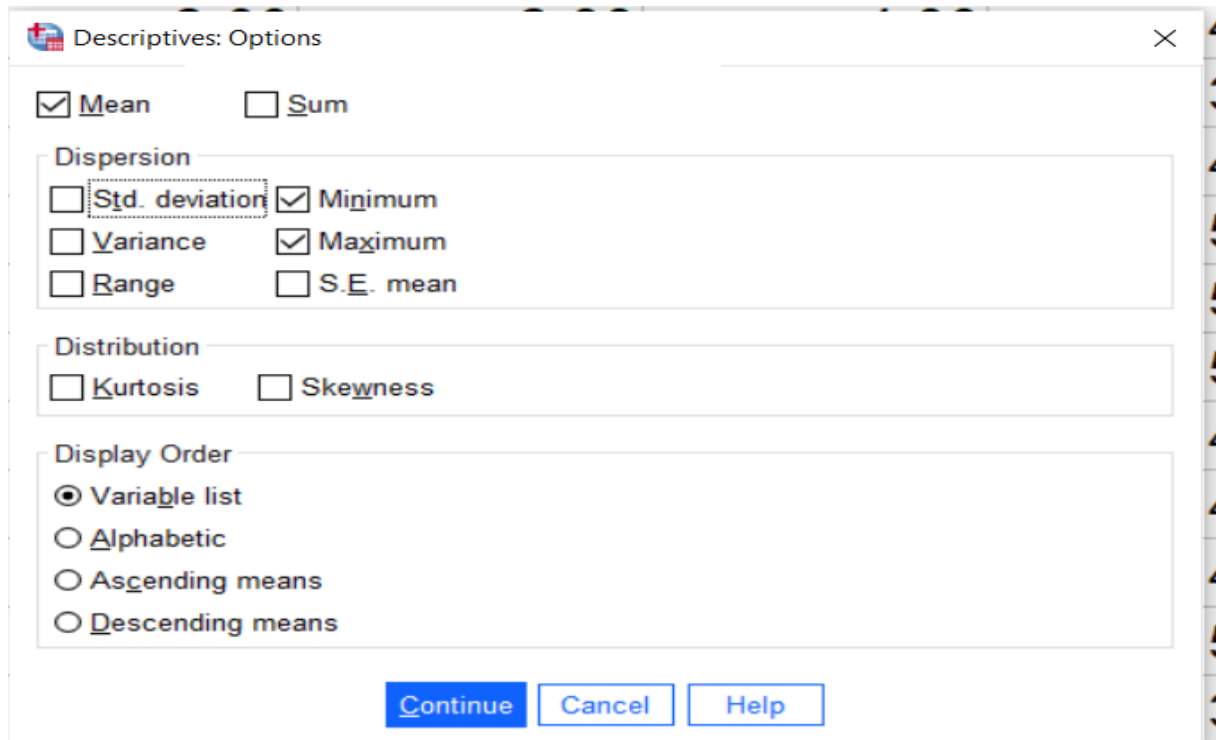 Descriptives: Options
Mean Sum
Dispersion
Std. deviation Minimum
Variance Maximum
Range S.E. mean
Distribution
Kurtosis Skewness
Display Order
Variable list
Alphabetic
Ascending means
Descending means
Continue Cancel Help